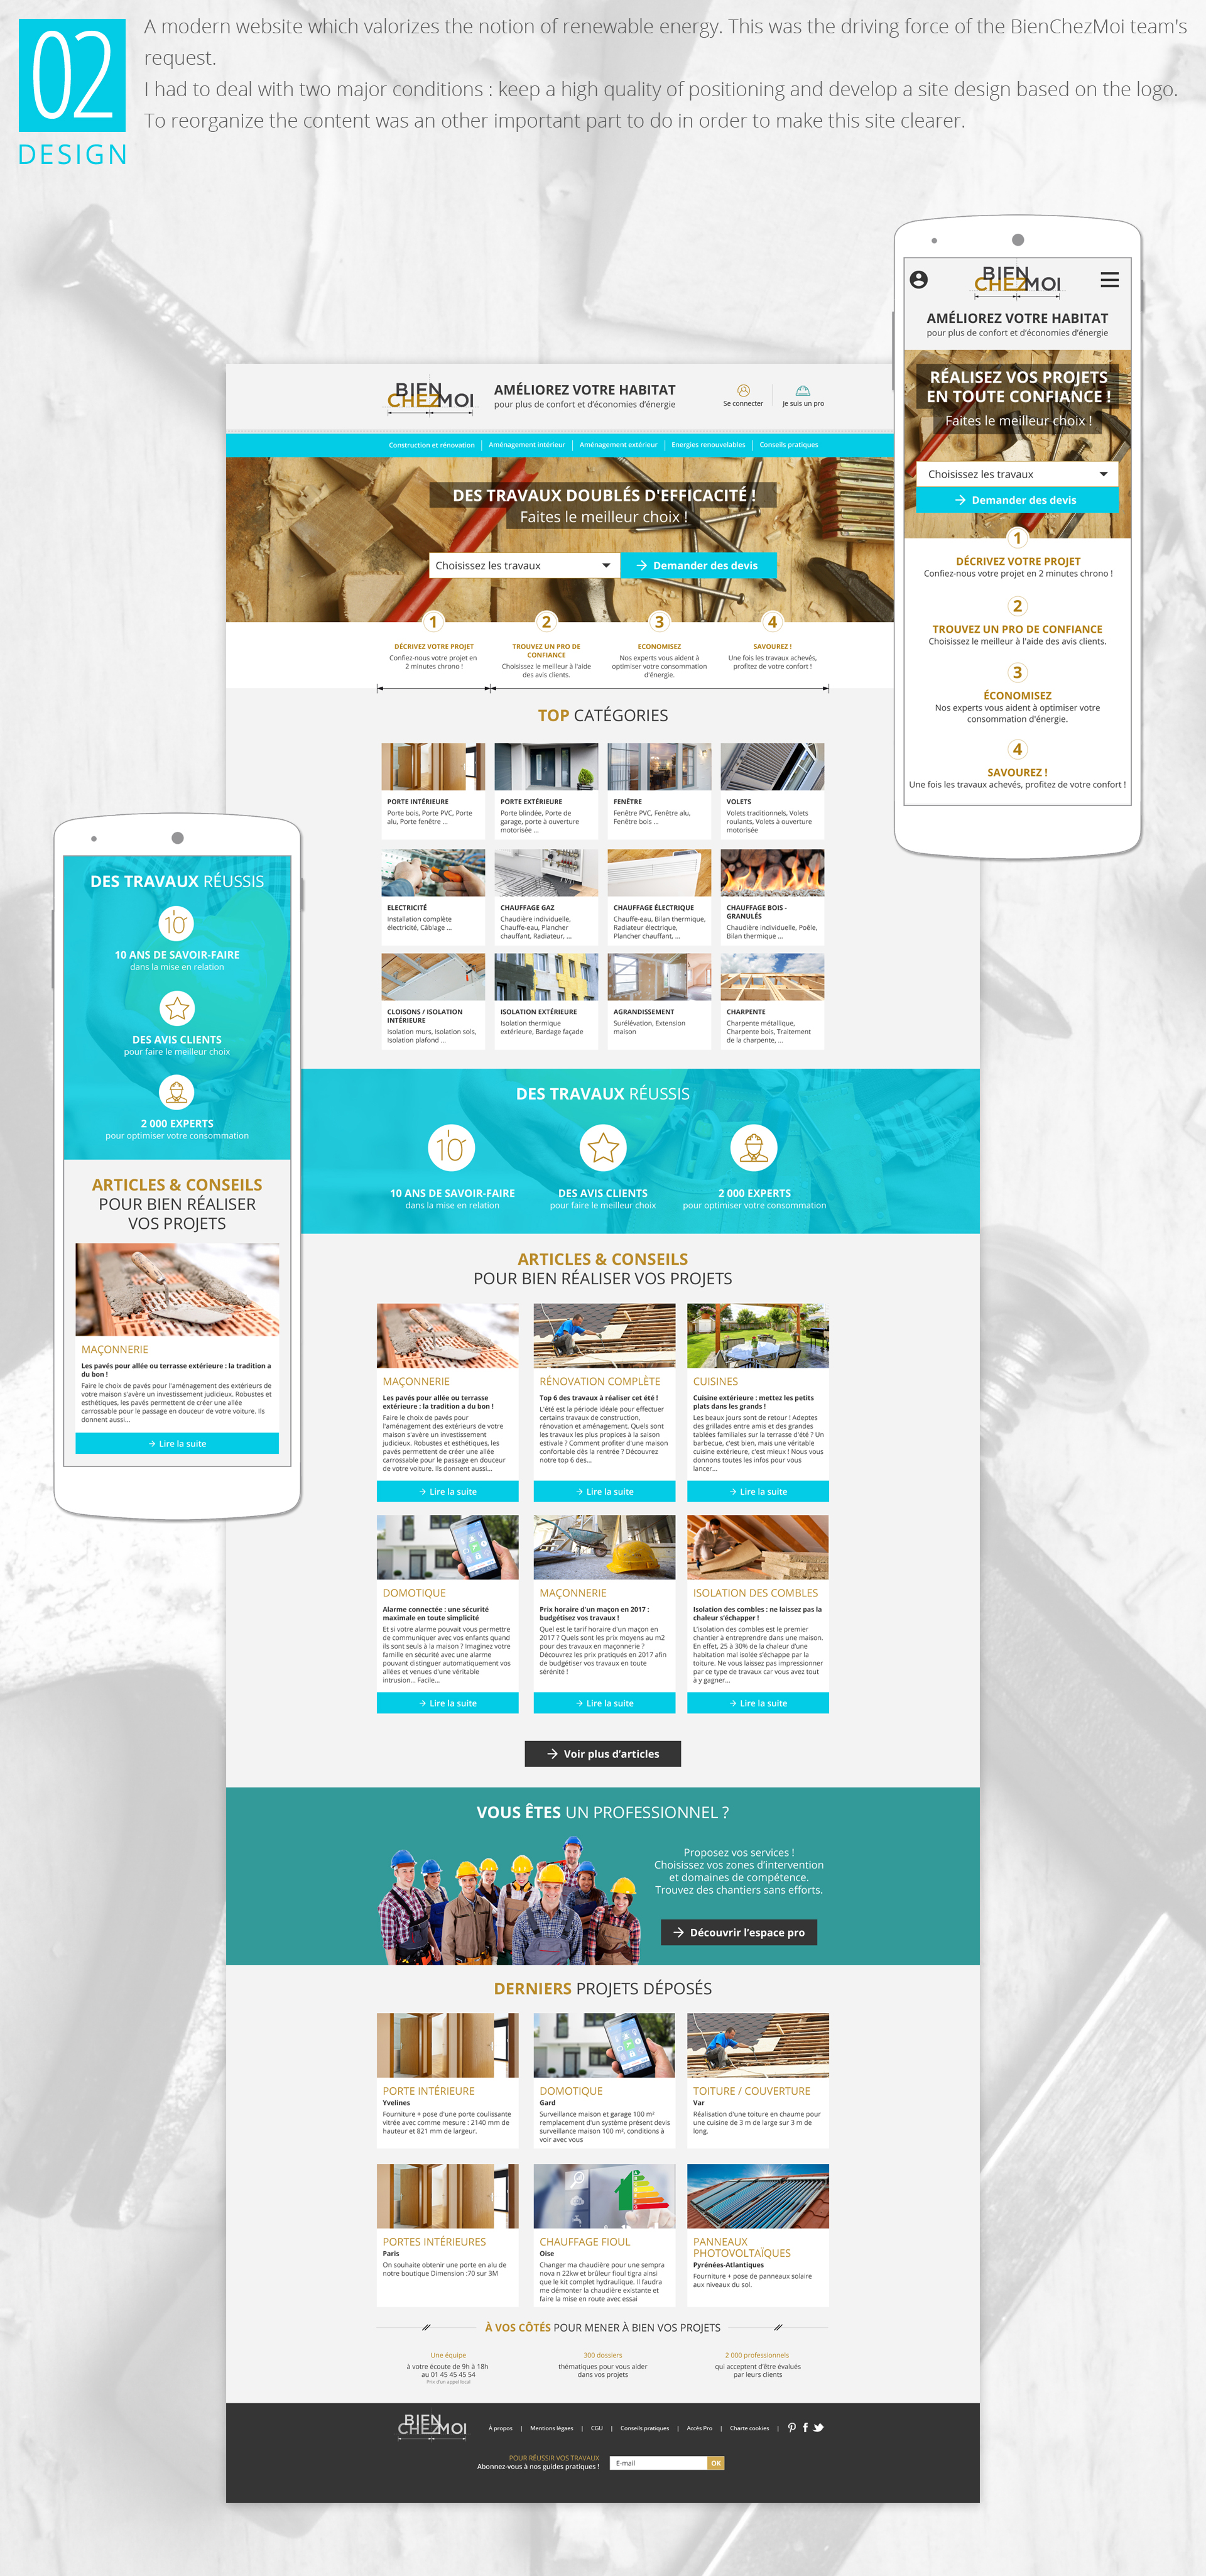 02
DESIGN
A modern website which valorizes the notion of renewable energy. This was the driving force of the BienChezMoi team's
request.
I had to deal with two major conditions : keep a high quality of positioning and develop a site design based on the logo.
To reorganize the content was an other important part to do in order to make this site clearer.
BIEN
CHEZMOI
AMÉLIOREZ VOTRE HABITAT
pour plus de confort et d'économies d'énergie
RÉALISEZ VOS PROJETS
EN TOUTE CONFIANCE !
Faites le meilleur choix !
Choisissez les travaux
Demander des devis
1
DÉCRIVEZ VOTRE PROJET
Confiez-nous votre projet en 2 minutes chrono !
2
TROUVEZ UN PRO DE CONFIANCE
Choisissez le meilleur à l'aide des avis clients.
3
ÉCONOMISEZ
Nos experts vous aident à optimiser votre
consommation d'énergie.
4
SAVOUREZ !
Une fois les travaux achevés, profitez de votre confort !
BIEN
CHEZMOI
AMÉLIOREZ VOTRE HABITAT
pour plus de confort et d'économies d'énergie
Se connecter
Je suis un pro
Construction et rénovation | Aménagement intérieur | Aménagement extérieur | Energies renouvelables | Conseils pratiques
DES TRAVAUX DOUBLÉS D'EFFICACITÉ !
Faites le meilleur choix !
Choisissez les travaux
Demander des devis
1
DÉCRIVEZ VOTRE PROJET
Confiez-nous votre projet en
2 minutes chrono !
2
TROUVEZ UN PRO DE
CONFIANCE
Choisissez le meilleur à l'aide
des avis clients.
3
ECONOMISEZ
Nos experts vous aident à
optimiser votre consommation
d'énergie.
4
SAVOUREZ !
Une fois les travaux achevés,
profitez de votre confort !
TOP CATÉGORIES
PORTE INTÉRIEURE
Porte bois, Porte PVC, Porte
alu, Porte fenêtre ...
PORTE EXTÉRIEURE
Porte blindée, Porte de
garage, porte à ouverture
motorisée ...
FENÊTRE
Fenêtre PVC, Fenêtre alu,
Fenêtre bois ...
VOLETS
Volets traditionnels, Volets
roulants, Volets à ouverture
motorisée
ELECTRICITÉ
Installation complète
électricité, Câblage ...
CHAUFFAGE GAZ
Chaudière individuelle,
Chauffe-eau, Plancher
chauffant, Radiateur, ...
CHAUFFAGE ÉLECTRIQUE
Chauffe-eau, Bilan thermique,
Radiateur électrique,
Plancher chauffant, ...
CHAUFFAGE BOIS -
GRANULÉS
Chaudière individuelle, Poêle,
Bilan thermique ...
CLOISONS / ISOLATION
INTÉRIEURE
Isolation murs, Isolation sols,
Isolation plafond ...
ISOLATION EXTÉRIEURE
Isolation thermique
extérieure, Bardage façade
AGRANDISSEMENT
Surélévation, Extension
maison
CHARPENTE
Charpente métallique,
Charpente bois, Traitement
de la charpente, ...
DES TRAVAUX RÉUSSIS
10
10 ANS DE SAVOIR-FAIRE
dans la mise en relation
DES AVIS CLIENTS
pour faire le meilleur choix
2 000 EXPERTS
pour optimiser votre consommation
ARTICLES & CONSEILS
POUR BIEN RÉALISER
VOS PROJETS
MAÇONNERIE
Les pavés pour allée ou terrasse extérieure : la tradition a
du bon !
Faire le choix de pavés pour l'aménagement des extérieurs de
votre maison s'avère un investissement judicieux. Robustes et
esthétiques, les pavés permettent de créer une allée
carrossable pour le passage en douceur de votre voiture. Ils
donnent aussi...
Lire la suite
DES TRAVAUX RÉUSSIS
10
10 ANS DE SAVOIR-FAIRE
dans la mise en relation
DES AVIS CLIENTS
pour faire le meilleur choix
2 000 EXPERTS
pour optimiser votre consommation
ARTICLES & CONSEILS
POUR BIEN RÉALISER VOS PROJETS
MAÇONNERIE
Les pavés pour allée ou terrasse
extérieure : la tradition a du bon !
Faire le choix de pavés pour
l'aménagement des extérieurs de votre
maison s'avère un investissement
judicieux. Robustes et esthétiques, les
pavés permettent de créer une allée
carrossable pour le passage en douceur
de votre voiture. Ils donnent aussi...
Lire la suite
RÉNOVATION COMPLÈTE
Top 6 des travaux à réaliser cet été !
L'été est la période idéale pour effectuer
certains travaux de construction,
rénovation et aménagement. Quels sont
les travaux les plus propices à la saison
estivale ? Comment profiter d'une maison
confortable dès la rentrée ? Découvrez
notre top 6 des...
Lire la suite
CUISINES
Cuisine extérieure : mettez les petits
plats dans les grands !
Les beaux jours sont de retour ! Adeptes
des grillades entre amis et des grandes
tablées familiales sur la terrasse d'été ? Un
barbecue, c'est bien, mais une véritable
cuisine extérieure, c'est mieux ! Nous vous
donnons toutes les infos pour vous
lancer...
Lire la suite
DOMOTIQUE
Alarme connectée : une sécurité
maximale en toute simplicité
Et si votre alarme pouvait vous permettre
de communiquer avec vos enfants quand
ils sont seuls à la maison ? Imaginez votre
famille en sécurité avec une alarme
pouvant distinguer automatiquement vos
allées et venues d'une véritable
intrusion... Facile...
Lire la suite
MAÇONNERIE
Prix horaire d'un maçon en 2017 :
budgétisez vos travaux !
Quel est le tarif horaire d'un maçon en
2017 ? Quels sont les prix moyens au m2
pour des travaux en maçonnerie ?
Découvrez les prix pratiqués en 2017 afin
de budgétiser vos travaux en toute
sérénité !
Lire la suite
ISOLATION DES COMBLES
Isolation des combles : ne laissez pas la
chaleur s'échapper !
L'isolation des combles est le premier
chantier à entreprendre dans une maison.
En effet, 25 à 30% de la chaleur d'une
habitation mal isolée s'échappe par la
toiture. Ne vous laissez pas impressionner
par ce type de travaux car vous avez tout
à y gagner...
Lire la suite
Voir plus d'articles
VOUS ÊTES UN PROFESSIONNEL ?
Proposez vos services !
Choisissez vos zones d'intervention
et domaines de compétence.
Trouvez des chantiers sans efforts.
Découvrir l'espace pro
DERNIERS PROJETS DÉPOSÉS
PORTE INTÉRIEURE
Yvelines
Fourniture + pose d'une porte coulissante
vitrée avec comme mesure : 2140 mm de
hauteur et 821 mm de largeur.
DOMOTIQUE
Gard
Surveillance maison et garage 100 m²
remplacement d'un système présent devis
surveillance maison 100 m², conditions à
voir avec vous
TOITURE / COUVERTURE
Var
Réalisation d'une toiture en chaume pour
une cuisine de 3 m de large sur 3 m de
long.
PORTES INTÉRIEURES
Paris
On souhaite obtenir une porte en alu de
notre boutique Dimension :70 sur 3M
CHAUFFAGE FIOUL
Oise
Changer ma chaudière pour une sempra
nova n 22kw et brûleur fioul tigra ainsi
que le kit complet hydraulique. Il faudra
me démonter la chaudière existante et
faire la mise en route avec essai
PANNEAUX
PHOTOVOLTAÏQUES
Pyrénées-Atlantiques
Fourniture + pose de panneaux solaire
aux niveaux du sol.
À VOS CÔTÉS POUR MENER À BIEN VOS PROJETS
Une équipe
à votre écoute de 9h à 18h
au 01 45 45 45 54
Prix d'un appel local
300 dossiers
thématiques pour vous aider
dans vos projets
2 000 professionnels
qui acceptent d'être évalués
par leurs clients
BIEN
CHEZMOI
À propos | Mentions légaes | CGU | Conseils pratiques | Accès Pro | Charte cookies |
POUR RÉUSSIR VOS TRAVAUX
Abonnez-vous à nos guides pratiques !
E-mail
OK